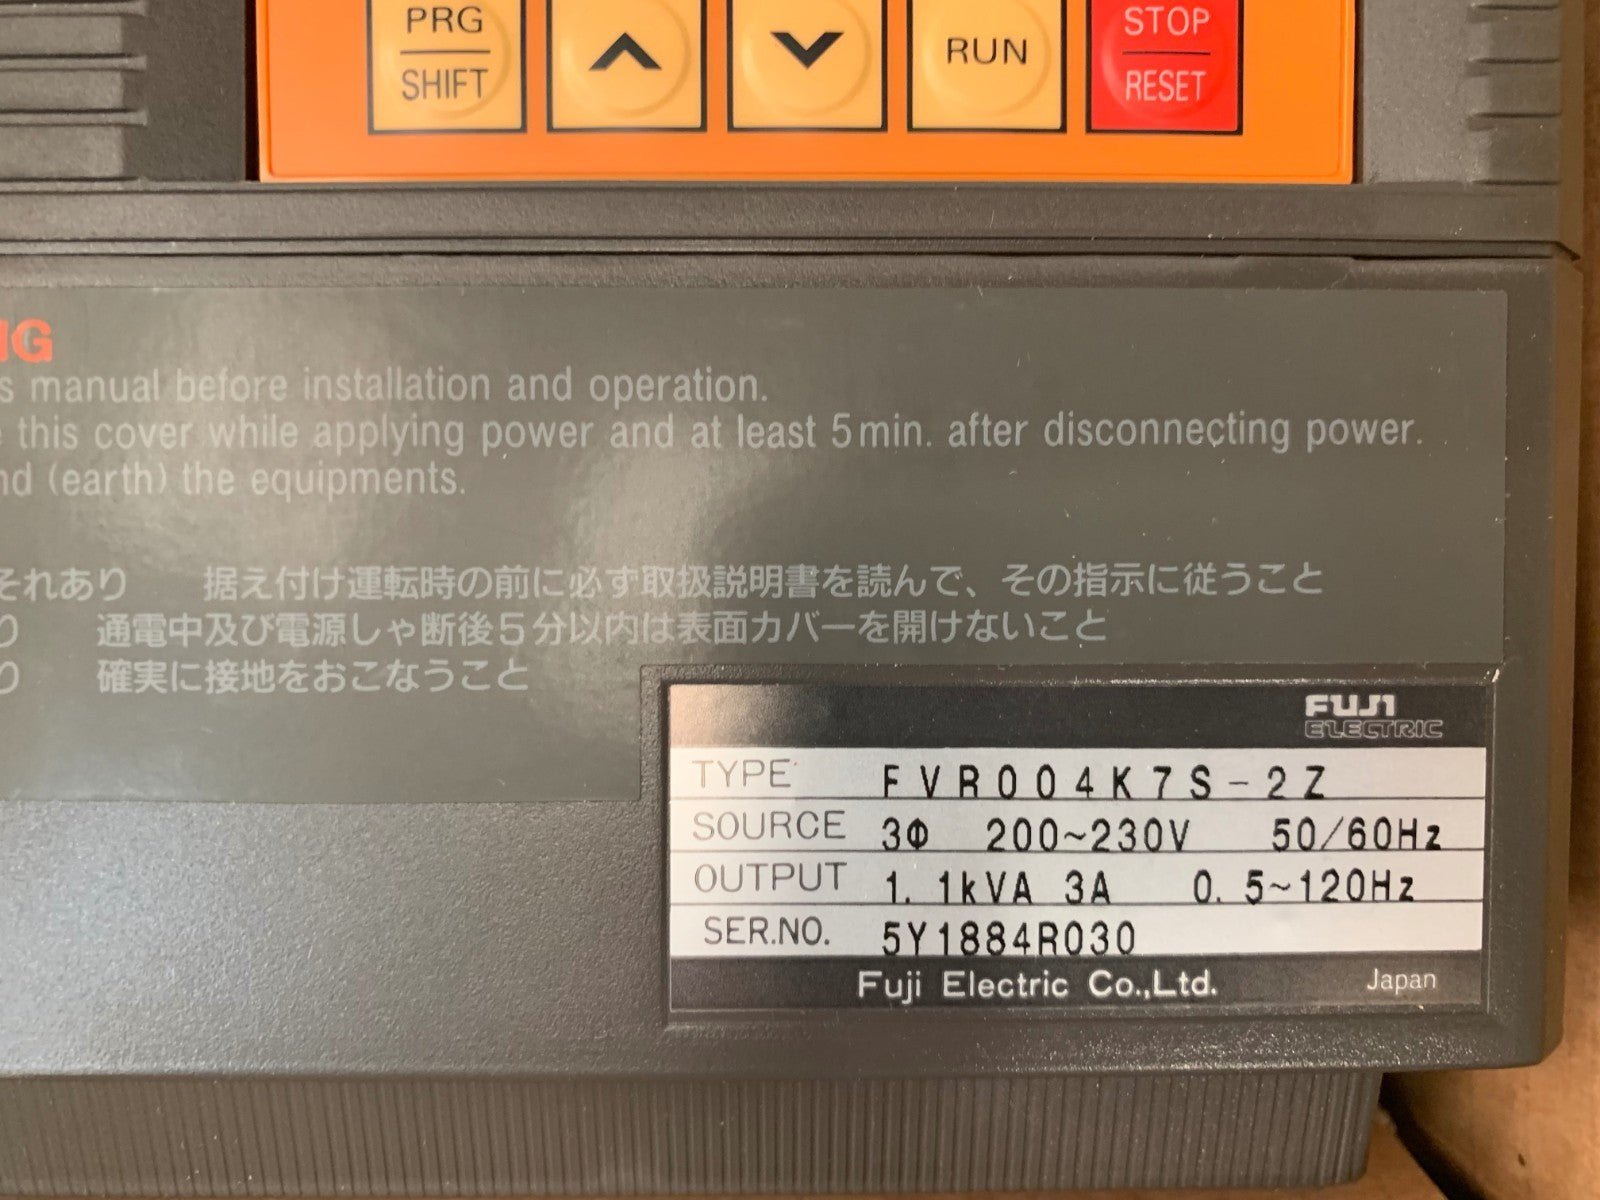 PRG
SHIFT
RUN
STOP
RESET
NG
s manual before installation and operation.
e this cover while applying power and at least 5min. after disconnecting power.
nd (earth) the equipments.
それあり 据え付け運転時の前に必ず取扱説明書を読んで、その指示に従うこと
り 通電中及び電源しゃ断後5分以内は表面カバーを開けないこと
り 確実に接地をおこなうこと
FUJI
ELECTRIC
TYPE FVR004K7S-2Z
SOURCE 3Φ 200~230V 50/60Hz
OUTPUT 1.1kVA 3A 0.5~120Hz
SER.NO. 5Y1884R030
Fuji Electric Co.,Ltd. Japan